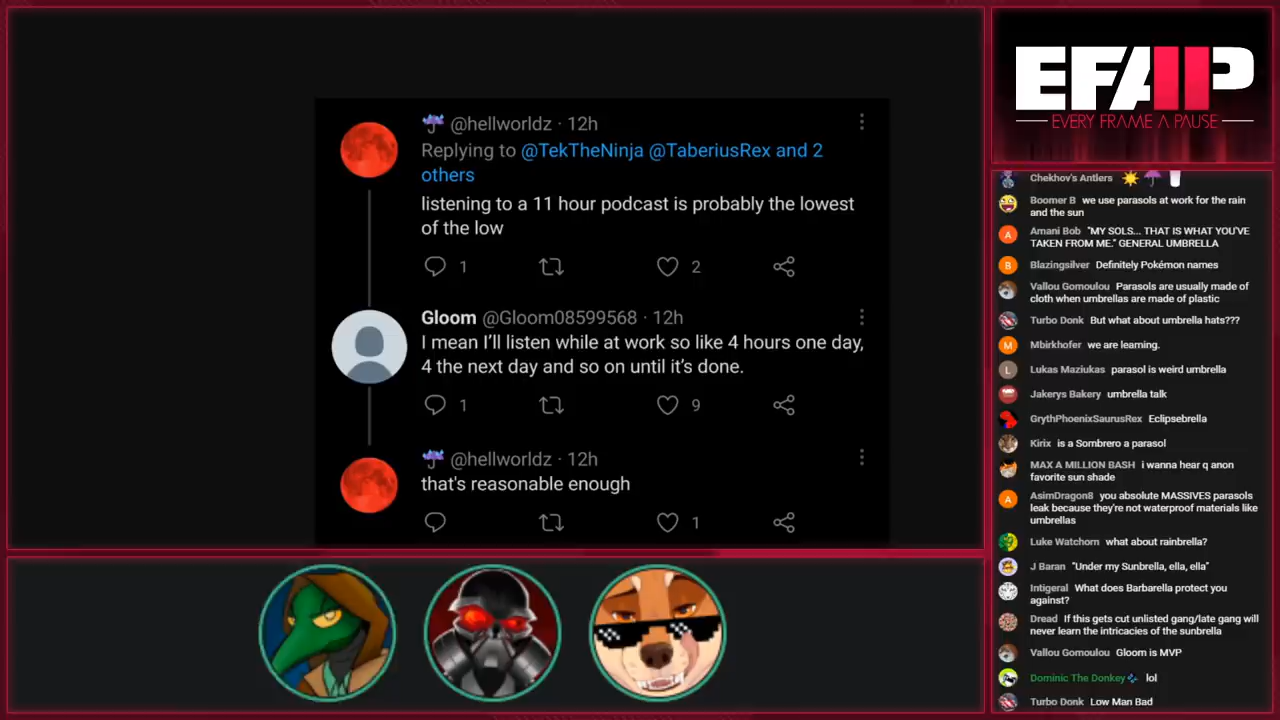 @hellworldz · 12h
Replying to @TekTheNinja @TaberiusRex and 2
others
listening to a 11 hour podcast is probably the lowest
of the low
1
2
Gloom @Gloom08599568 · 12h
I mean I'll listen while at work so like 4 hours one day,
4 the next day and so on until it's done.
1
9
@hellworldz · 12h
that's reasonable enough
1
EFAP
EVERY FRAME A PAUSE
Chekhov's Antlers
Boomer B we use parasols at work for the rain
and the sun
Amani Bob "MY SOLS... THAT IS WHAT YOU'VE
TAKEN FROM ME." GENERAL UMBRELLA
Blazingsilver Definitely Pokémon names
Vallou Gomoulou Parasols are usually made of
cloth when umbrellas are made of plastic
Turbo Donk But what about umbrella hats???
Mbirkhofer we are learning.
Lukas Maziukas parasol is weird umbrella
Jakerys Bakery umbrella talk
GrythPhoenixSaurusRex Eclipsebrella
Kirix is a Sombrero a parasol
MAX A MILLION BASH i wanna hear q anon
favorite sun shade
AsimDragon8 you absolute MASSIVES parasols
leak because they're not waterproof materials like
umbrellas
Luke Watchorn what about rainbrella?
J Baran "Under my Sunbrella, ella, ella"
Intigeral What does Barbarella protect you
against?
Dread If this gets cut unlisted gang/late gang will
never learn the intricacies of the sunbrella
Vallou Gomoulou Gloom is MVP
Dominic The Donkey lol
Turbo Donk Low Man Bad